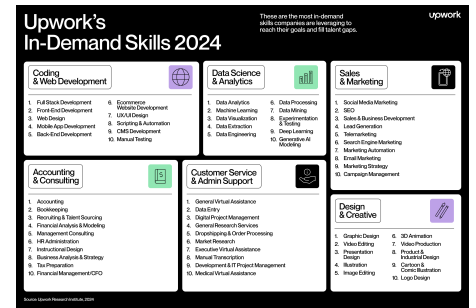 Upwork's
In-Demand Skills 2024
These are the most in-demand
skills companies are leveraging to
reach their goals and fill talent gaps.
upwork
Coding
& Web Development
1. Full Stack Development
2. Front-End Development
3. Web Design
4. Mobile App Development
5. Back-End Development
6. Ecommerce
Website Development
7. UX/UI Design
8. Scripting & Automation
9. CMS Development
10. Manual Testing
Data Science
& Analytics
1. Data Analytics
2. Machine Learning
3. Data Visualization
4. Data Extraction
5. Data Engineering
6. Data Processing
7. Data Mining
8. Experimentation
& Testing
9. Deep Learning
10. Generative AI
Modeling
Sales
& Marketing
1. Social Media Marketing
2. SEO
3. Sales & Business Development
4. Lead Generation
5. Telemarketing
6. Search Engine Marketing
7. Marketing Automation
8. Email Marketing
9. Marketing Strategy
10. Campaign Management
Accounting
& Consulting
1. Accounting
2. Bookkeeping
3. Recruiting & Talent Sourcing
4. Financial Analysis & Modeling
5. Management Consulting
6. HR Administration
7. Instructional Design
8. Business Analysis & Strategy
9. Tax Preparation
10. Financial Management/CFO
Customer Service
& Admin Support
1. General Virtual Assistance
2. Data Entry
3. Digital Project Management
4. General Research Services
5. Dropshipping & Order Processing
6. Market Research
7. Executive Virtual Assistance
8. Manual Transcription
9. Development & IT Project Management
10. Medical Virtual Assistance
Design
& Creative
1. Graphic Design
2. Video Editing
3. Presentation
Design
4. Illustration
5. Image Editing
6. 3D Animation
7. Video Production
8. Product &
Industrial Design
9. Cartoon &
Comic Illustration
10. Logo Design
Source: Upwork Research Institute, 2024